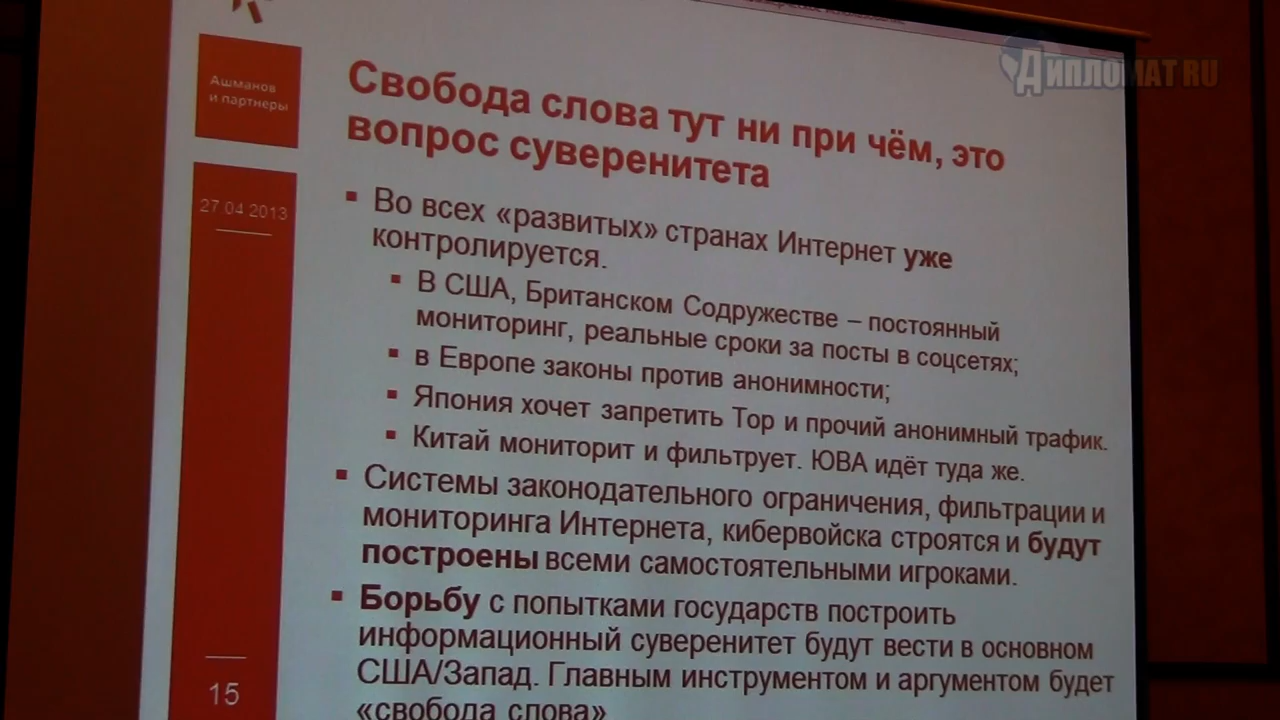 Дипломат RU
Ашманов
и партнеры
27.04.2013
Свобода слова тут ни при чём, это
вопрос суверенитета
▪ Во всех «развитых» странах Интернет уже
контролируется.
▪ В США, Британском Содружестве – постоянный
мониторинг, реальные сроки за посты в соцсетях;
▪ в Европе законы против анонимности;
▪ Япония хочет запретить Тор и прочий анонимный трафик.
▪ Китай мониторит и фильтрует. ЮВА идёт туда же.
▪ Системы законодательного ограничения, фильтрации и
мониторинга Интернета, кибервойска строятся и будут
построены всеми самостоятельными игроками.
▪ Борьбу с попытками государств построить
информационный суверенитет будут вести в основном
США/Запад. Главным инструментом и аргументом будет
«свобода слова»
15